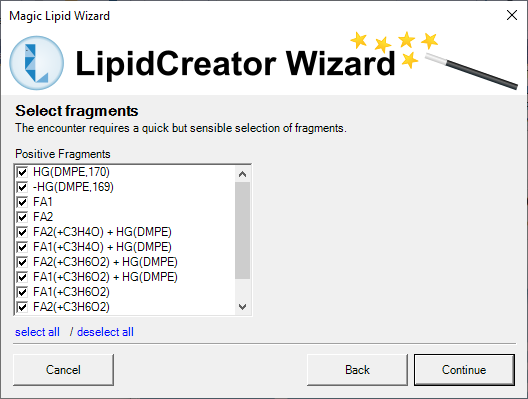 Magic Lipid Wizard
LipidCreator Wizard
Select fragments
The encounter requires a quick but sensible selection of fragments.
Positive Fragments
HG(DMPE,170)
-HG(DMPE,169)
FA1
FA2
FA2(+C3H4O) + HG(DMPE)
FA1(+C3H4O) + HG(DMPE)
FA2(+C3H6O2) + HG(DMPE)
FA1(+C3H6O2) + HG(DMPE)
FA1(+C3H6O2)
FA2(+C3H6O2)
select all / deselect all
Cancel Back Continue